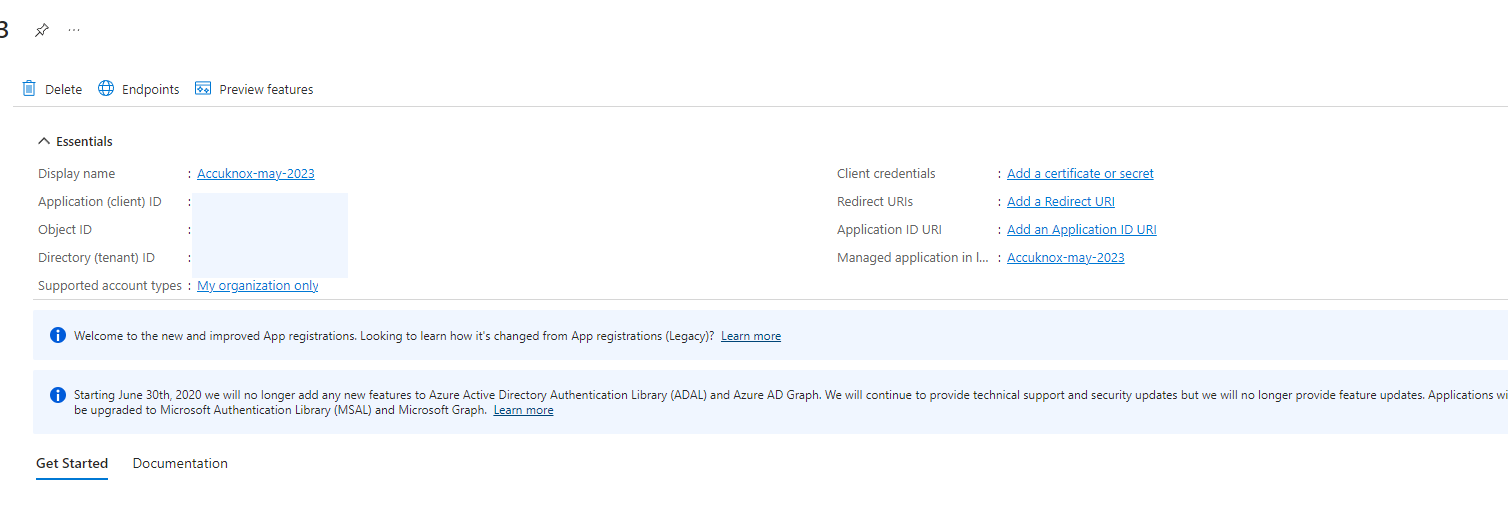 3 ...
Delete Endpoints Preview features
Essentials
Display name : Accuknox-may-2023
Application (client) ID :
Object ID :
Directory (tenant) ID :
Supported account types : My organization only
Client credentials : Add a certificate or secret
Redirect URIs : Add a Redirect URI
Application ID URI : Add an Application ID URI
Managed application in l... : Accuknox-may-2023
Welcome to the new and improved App registrations. Looking to learn how it's changed from App registrations (Legacy)? Learn more
Starting June 30th, 2020 we will no longer add any new features to Azure Active Directory Authentication Library (ADAL) and Azure AD Graph. We will continue to provide technical support and security updates but we will no longer provide feature updates. Applications wi
be upgraded to Microsoft Authentication Library (MSAL) and Microsoft Graph. Learn more
Get Started Documentation